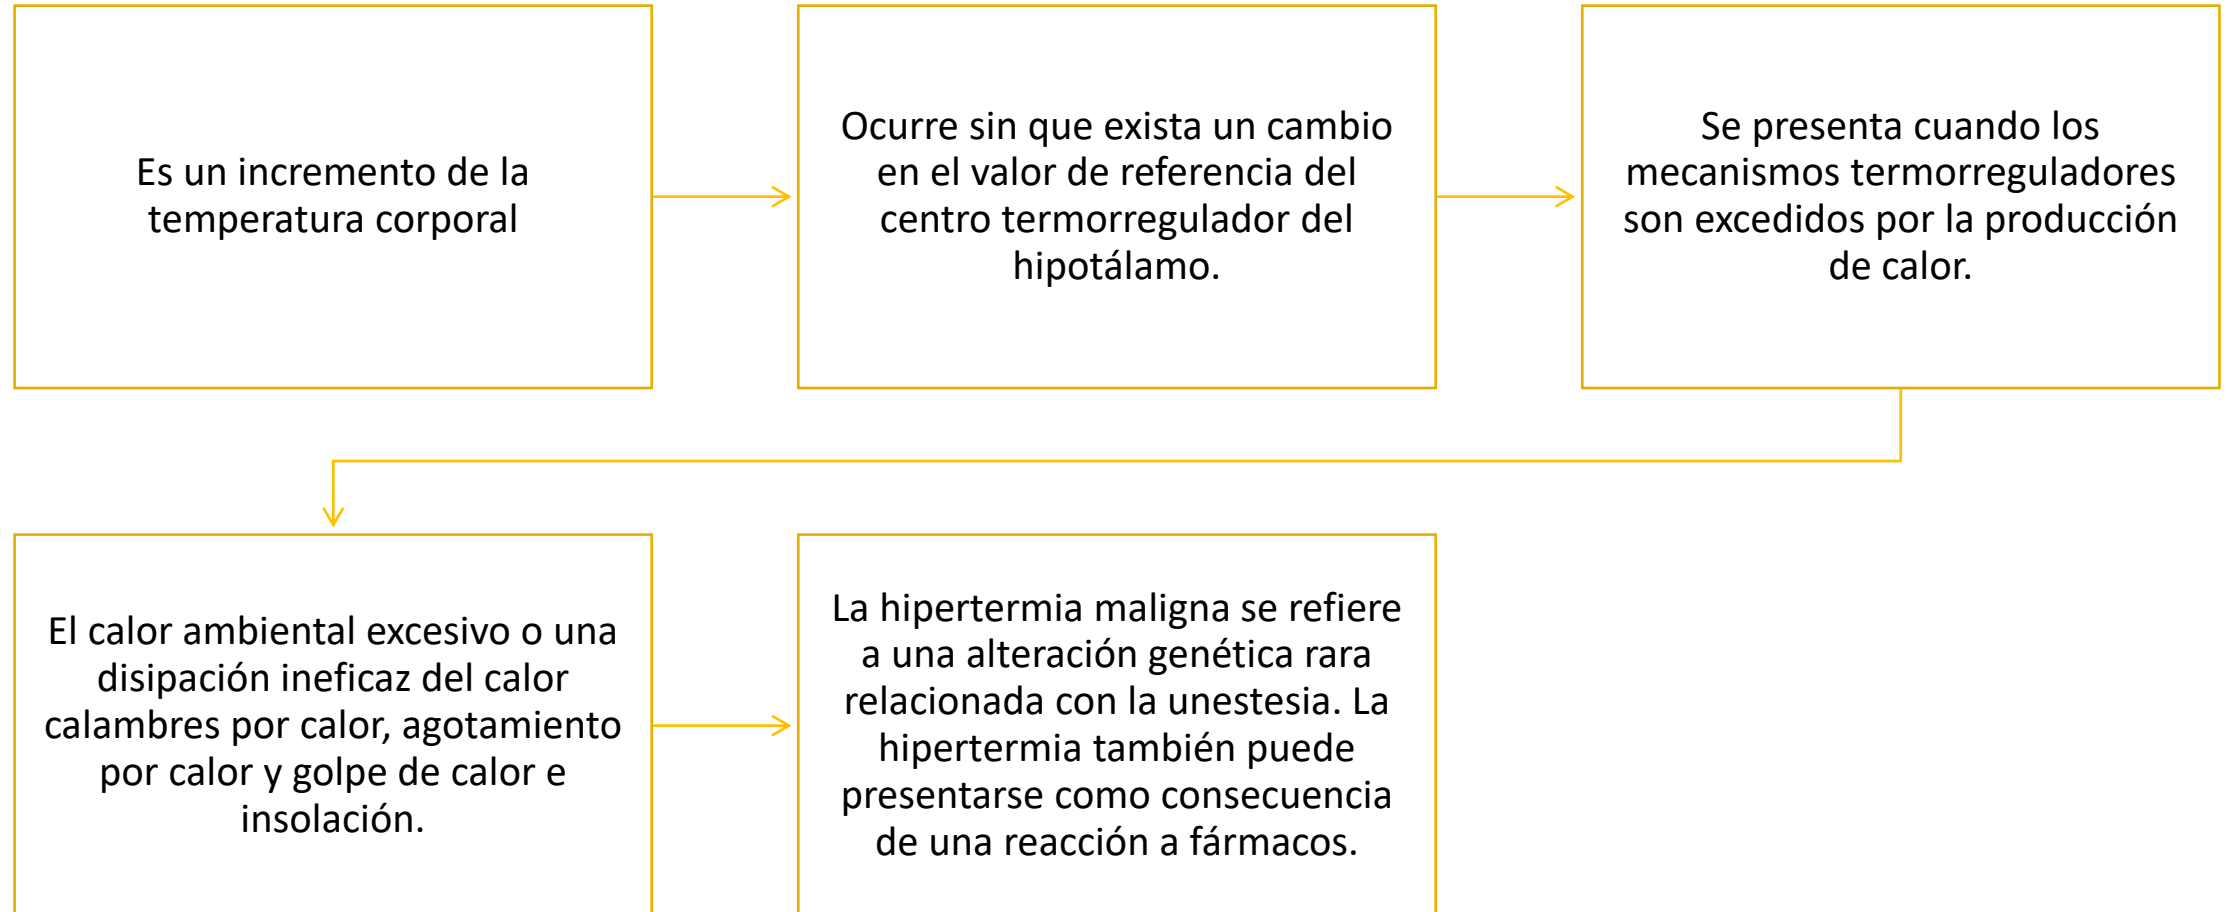 Es un incremento de la
temperatura corporal
Ocurre sin que exista un cambio
en el valor de referencia del
centro termorregulador del
hipotálamo.
Se presenta cuando los
mecanismos termorreguladores
son excedidos por la producción
de calor.
El calor ambiental excesivo o una
disipación ineficaz del calor
calambres por calor, agotamiento
por calor y golpe de calor e
insolación.
La hipertermia maligna se refiere
a una alteración genética rara
relacionada con la unestesia. La
hipertermia también puede
presentarse como consecuencia
de una reacción a fármacos.